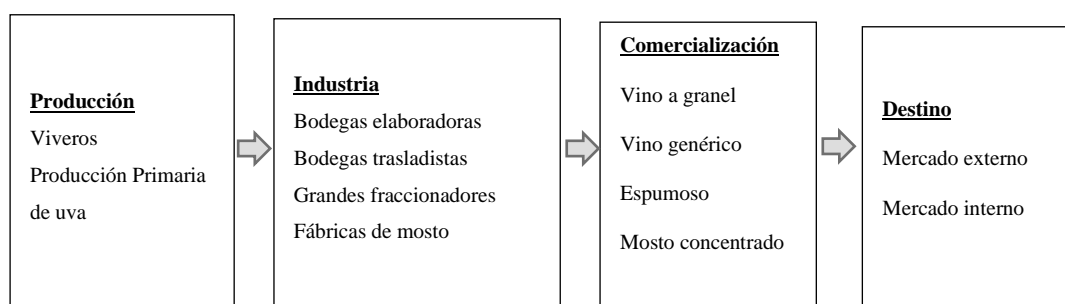 Producción
Viveros
Producción Primaria
de uva
Industria
Bodegas elaboradoras
Bodegas trasladistas
Grandes fraccionadores
Fábricas de mosto
Comercialización
Vino a granel
Vino genérico
Espumoso
Mosto concentrado
Destino
Mercado externo
Mercado interno